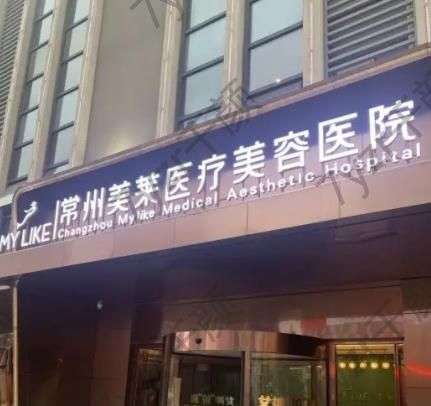 MY LIKE
常州美莱医疗美容医院
Changzhou Mylike Medical Aesthetic Hospital